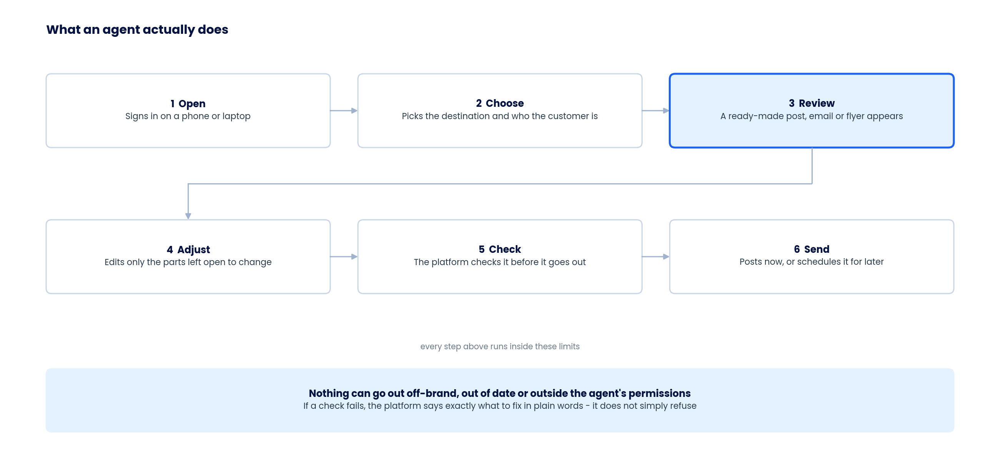 What an agent actually does
1 Open
Signs in on a phone or laptop
2 Choose
Picks the destination and who the customer is
3 Review
A ready-made post, email or flyer appears
4 Adjust
Edits only the parts left open to change
5 Check
The platform checks it before it goes out
6 Send
Posts now, or schedules it for later
every step above runs inside these limits
Nothing can go out off-brand, out of date or outside the agent's permissions
If a check fails, the platform says exactly what to fix in plain words - it does not simply refuse